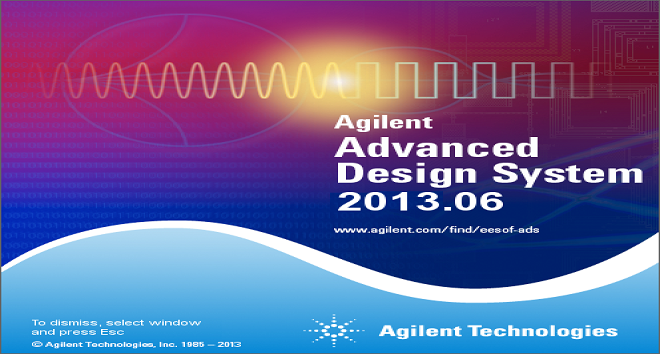 Agilent
Advanced
Design System
2013.06
www.agilent.com/find/eesof-ads
To dismiss, select window
and press Esc
© Agilent Technologies, Inc. 1985 – 2013
Agilent Technologies